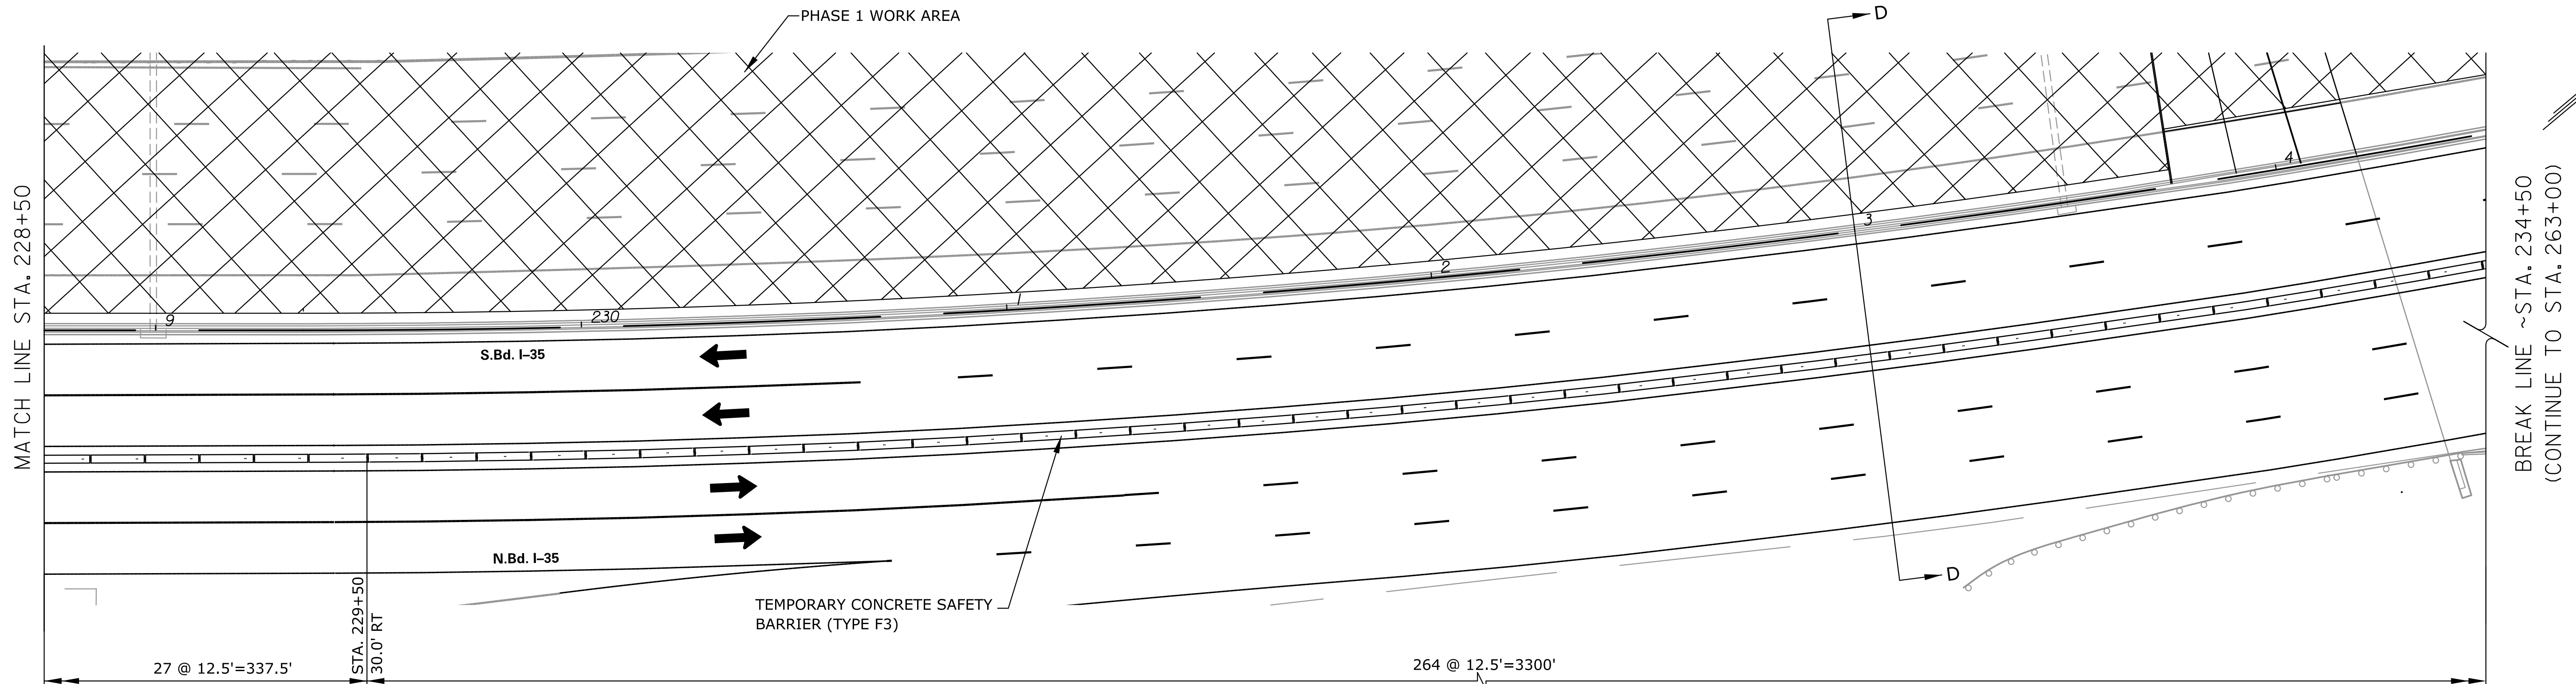 PHASE 1 WORK AREA
D
MATCH LINE STA. 228+50
9
230
1
2
3
4
S.Bd. I-35
N.Bd. I-35
D
TEMPORARY CONCRETE SAFETY
BARRIER (TYPE F3)
STA. 229+50
30.0' RT
27 @ 12.5'=337.5'
264 @ 12.5'=3300'
BREAK LINE ~STA. 234+50
(CONTINUE TO STA. 263+00)